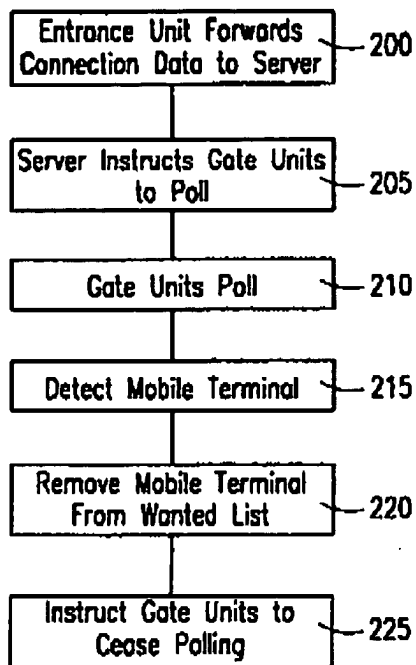 Entrance Unit Forwards
Connection Data to Server
200
Server Instructs Gate Units
to Poll
205
Gate Units Poll
210
Detect Mobile Terminal
215
Remove Mobile Terminal
From Wanted List
220
Instruct Gate Units to
Cease Polling
225